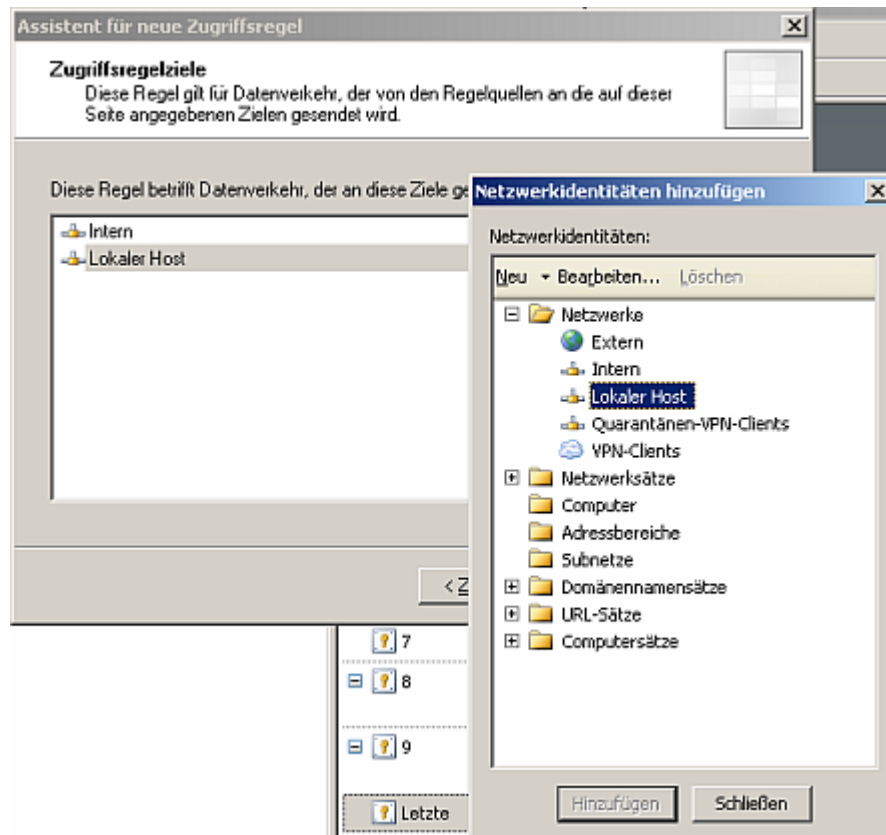 Assistent für neue Zugriffsregel
Zugriffsregelziele
Diese Regel gilt für Datenverkehr, der von den Regelquellen an die auf dieser
Seite angegebenen Zielen gesendet wird.
Diese Regel betrifft Datenverkehr, der an diese Ziele ge
Intern
Lokaler Host
< Z
Netzwerkidentitäten hinzufügen
Netzwerkidentitäten:
Neu Bearbeiten... Löschen
Netzwerke
Extern
Intern
Lokaler Host
Quarantänen-VPN-Clients
VPN-Clients
Netzwerksätze
Computer
Adressbereiche
Subnetze
Domänennamensätze
URL-Sätze
Computersätze
Hinzufügen Schließen
7
8
9
Letzte